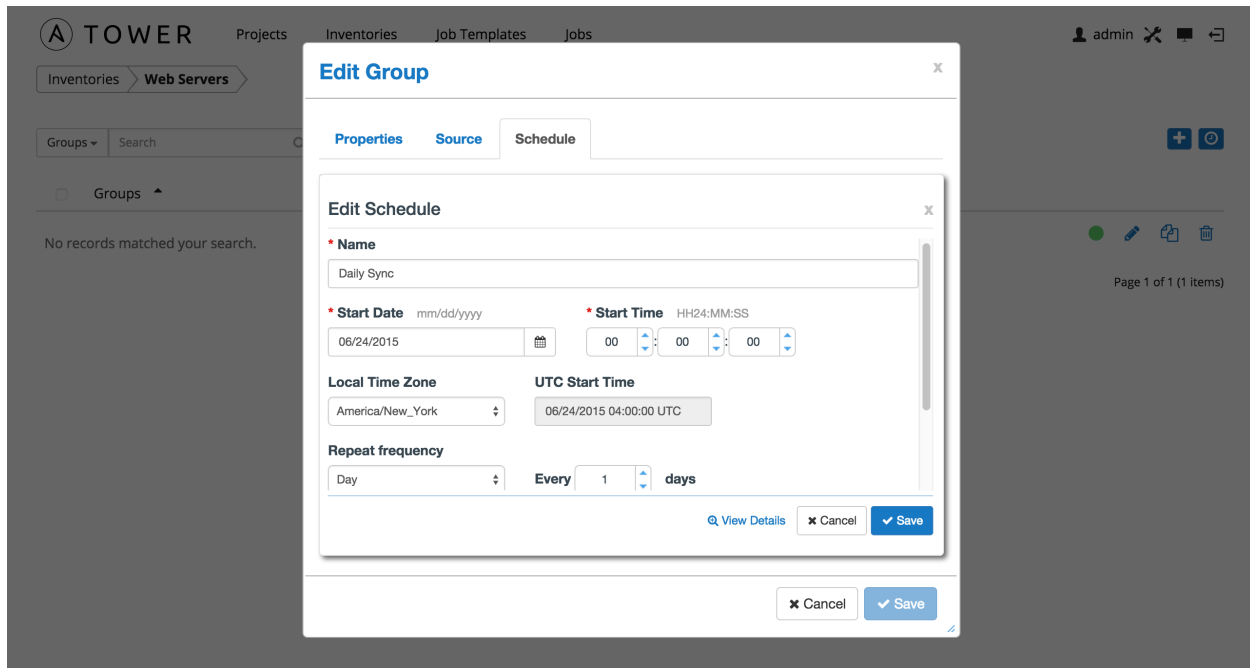 TOWER Projects Inventories Job Templates Jobs admin
Inventories Web Servers
Edit Group x
Groups Search
Properties Source Schedule
Groups
No records matched your search.
Page 1 of 1 (1 items)
Edit Schedule x
* Name
Daily Sync
* Start Date mm/dd/yyyy * Start Time HH24:MM:SS
06/24/2015 00 : 00 : 00
Local Time Zone UTC Start Time
America/New_York 06/24/2015 04:00:00 UTC
Repeat frequency
Day Every 1 days
View Details Cancel Save
Cancel Save